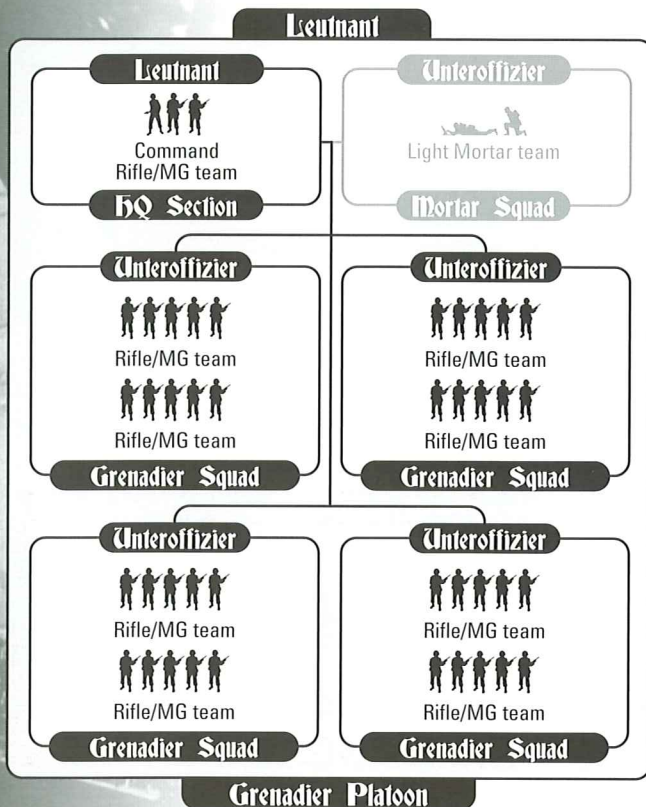 Leutnant
Leutnant
Command
Rifle/MG team
HQ Section
Unteroffizier
Light Mortar team
Mortar Squad
Unteroffizier
Rifle/MG team
Rifle/MG team
Grenadier Squad
Unteroffizier
Rifle/MG team
Rifle/MG team
Grenadier Squad
Unteroffizier
Rifle/MG team
Rifle/MG team
Grenadier Squad
Unteroffizier
Rifle/MG team
Rifle/MG team
Grenadier Squad
Grenadier Platoon